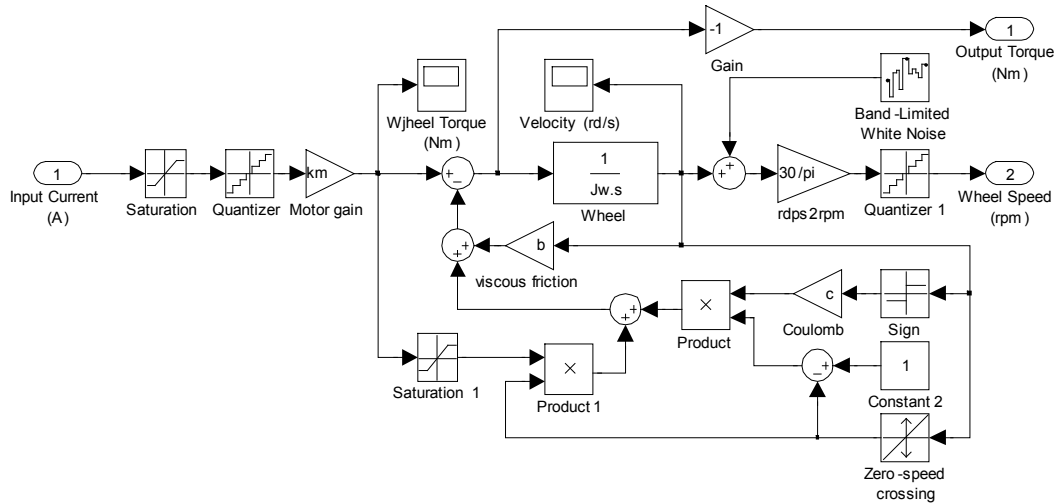 -1
Gain
1
Output Torque
(Nm)
Wjheel Torque
(Nm)
Velocity (rd/s)
Band-Limited
White Noise
1
Input Current
(A)
Saturation
Quantizer
km
Motor gain
+
−
1
Jw.s
Wheel
+
+
30/pi
rdps2rpm
Quantizer 1
2
Wheel Speed
(rpm)
+
+
b
viscous friction
+
+
×
Product
c
Coulomb
Sign
Saturation 1
×
Product 1
−
+
1
Constant 2
Zero-speed
crossing